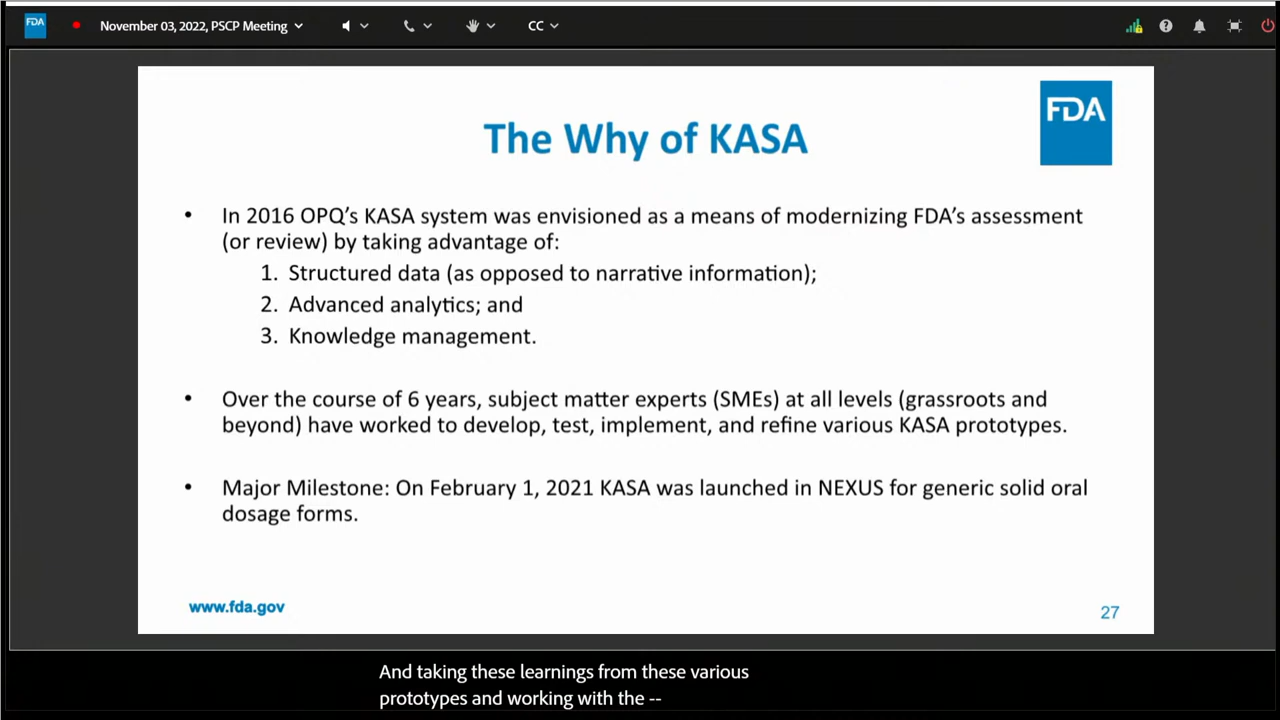 FDA
November 03, 2022, PSCP Meeting
CC
FDA
The Why of KASA
• In 2016 OPQ’s KASA system was envisioned as a means of modernizing FDA’s assessment
(or review) by taking advantage of:
1. Structured data (as opposed to narrative information);
2. Advanced analytics; and
3. Knowledge management.
• Over the course of 6 years, subject matter experts (SMEs) at all levels (grassroots and
beyond) have worked to develop, test, implement, and refine various KASA prototypes.
• Major Milestone: On February 1, 2021 KASA was launched in NEXUS for generic solid oral
dosage forms.
www.fda.gov
27
And taking these learnings from these various
prototypes and working with the --